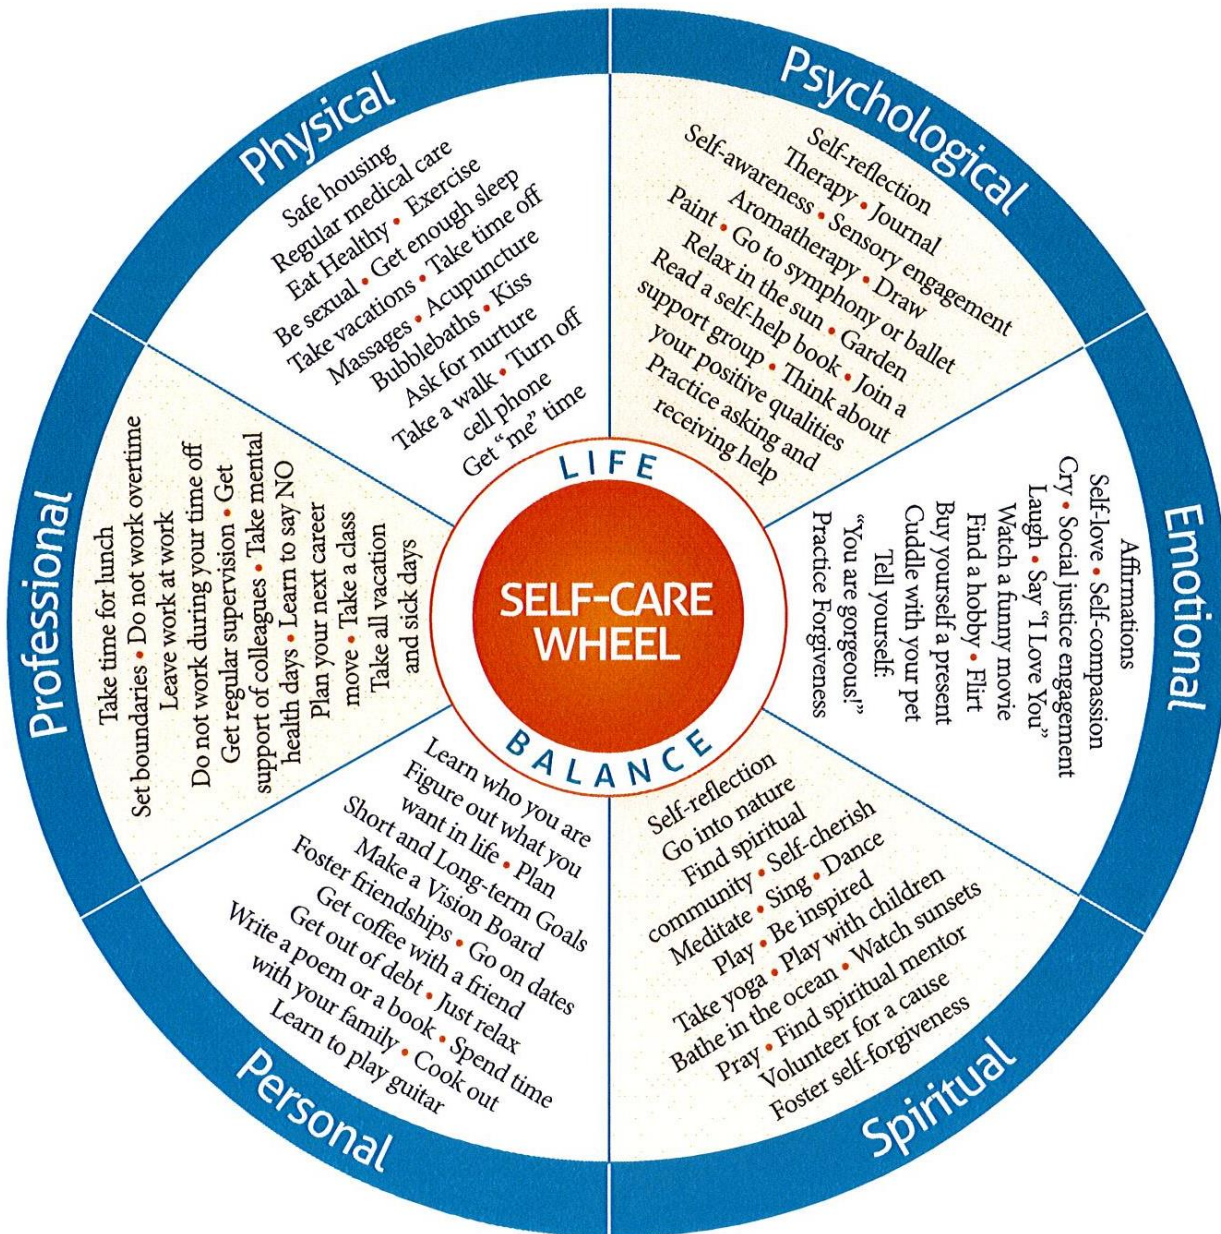 Physical
Safe housing
Regular medical care
Eat Healthy • Exercise
Be sexual • Get enough sleep
Take vacations • Take time off
Massages • Acupuncture
Bubblebaths • Kiss
Ask for nurture
Take a walk • Turn off
cell phone
Get “me” time
Psychological
Self-reflection
Therapy • Journal
Self-awareness • Sensory engagement
Aromatherapy • Draw
Paint • Go to symphony or ballet
Relax in the sun • Garden
Read a self-help book • Join a
support group • Think about
your positive qualities
Practice asking and
receiving help
Emotional
Affirmations
Self-love • Self-compassion
Cry • Social justice engagement
Laugh • Say “I Love You”
Watch a funny movie
Find a hobby • Flirt
Buy yourself a present
Cuddle with your pet
Tell yourself:
“You are gorgeous!”
Practice Forgiveness
Spiritual
Self-reflection
Go into nature
Find spiritual
community • Self-cherish
Meditate • Sing • Dance
Play • Be inspired
Take yoga • Play with children
Bathe in the ocean • Watch sunsets
Pray • Find spiritual mentor
Volunteer for a cause
Foster self-forgiveness
Personal
Learn who you are
Figure out what you
want in life • Plan
Short and Long-term Goals
Make a Vision Board
Foster friendships • Go on dates
Get coffee with a friend
Get out of debt • Just relax
Write a poem or a book • Spend time
with your family • Cook out
Learn to play guitar
Professional
Take time for lunch
Set boundaries • Do not work overtime
Leave work at work
Do not work during your time off
Get regular supervision • Get
support of colleagues • Take mental
health days • Learn to say NO
Plan your next career
move • Take a class
Take all vacation
and sick days
LIFE
SELF-CARE
WHEEL
BALANCE